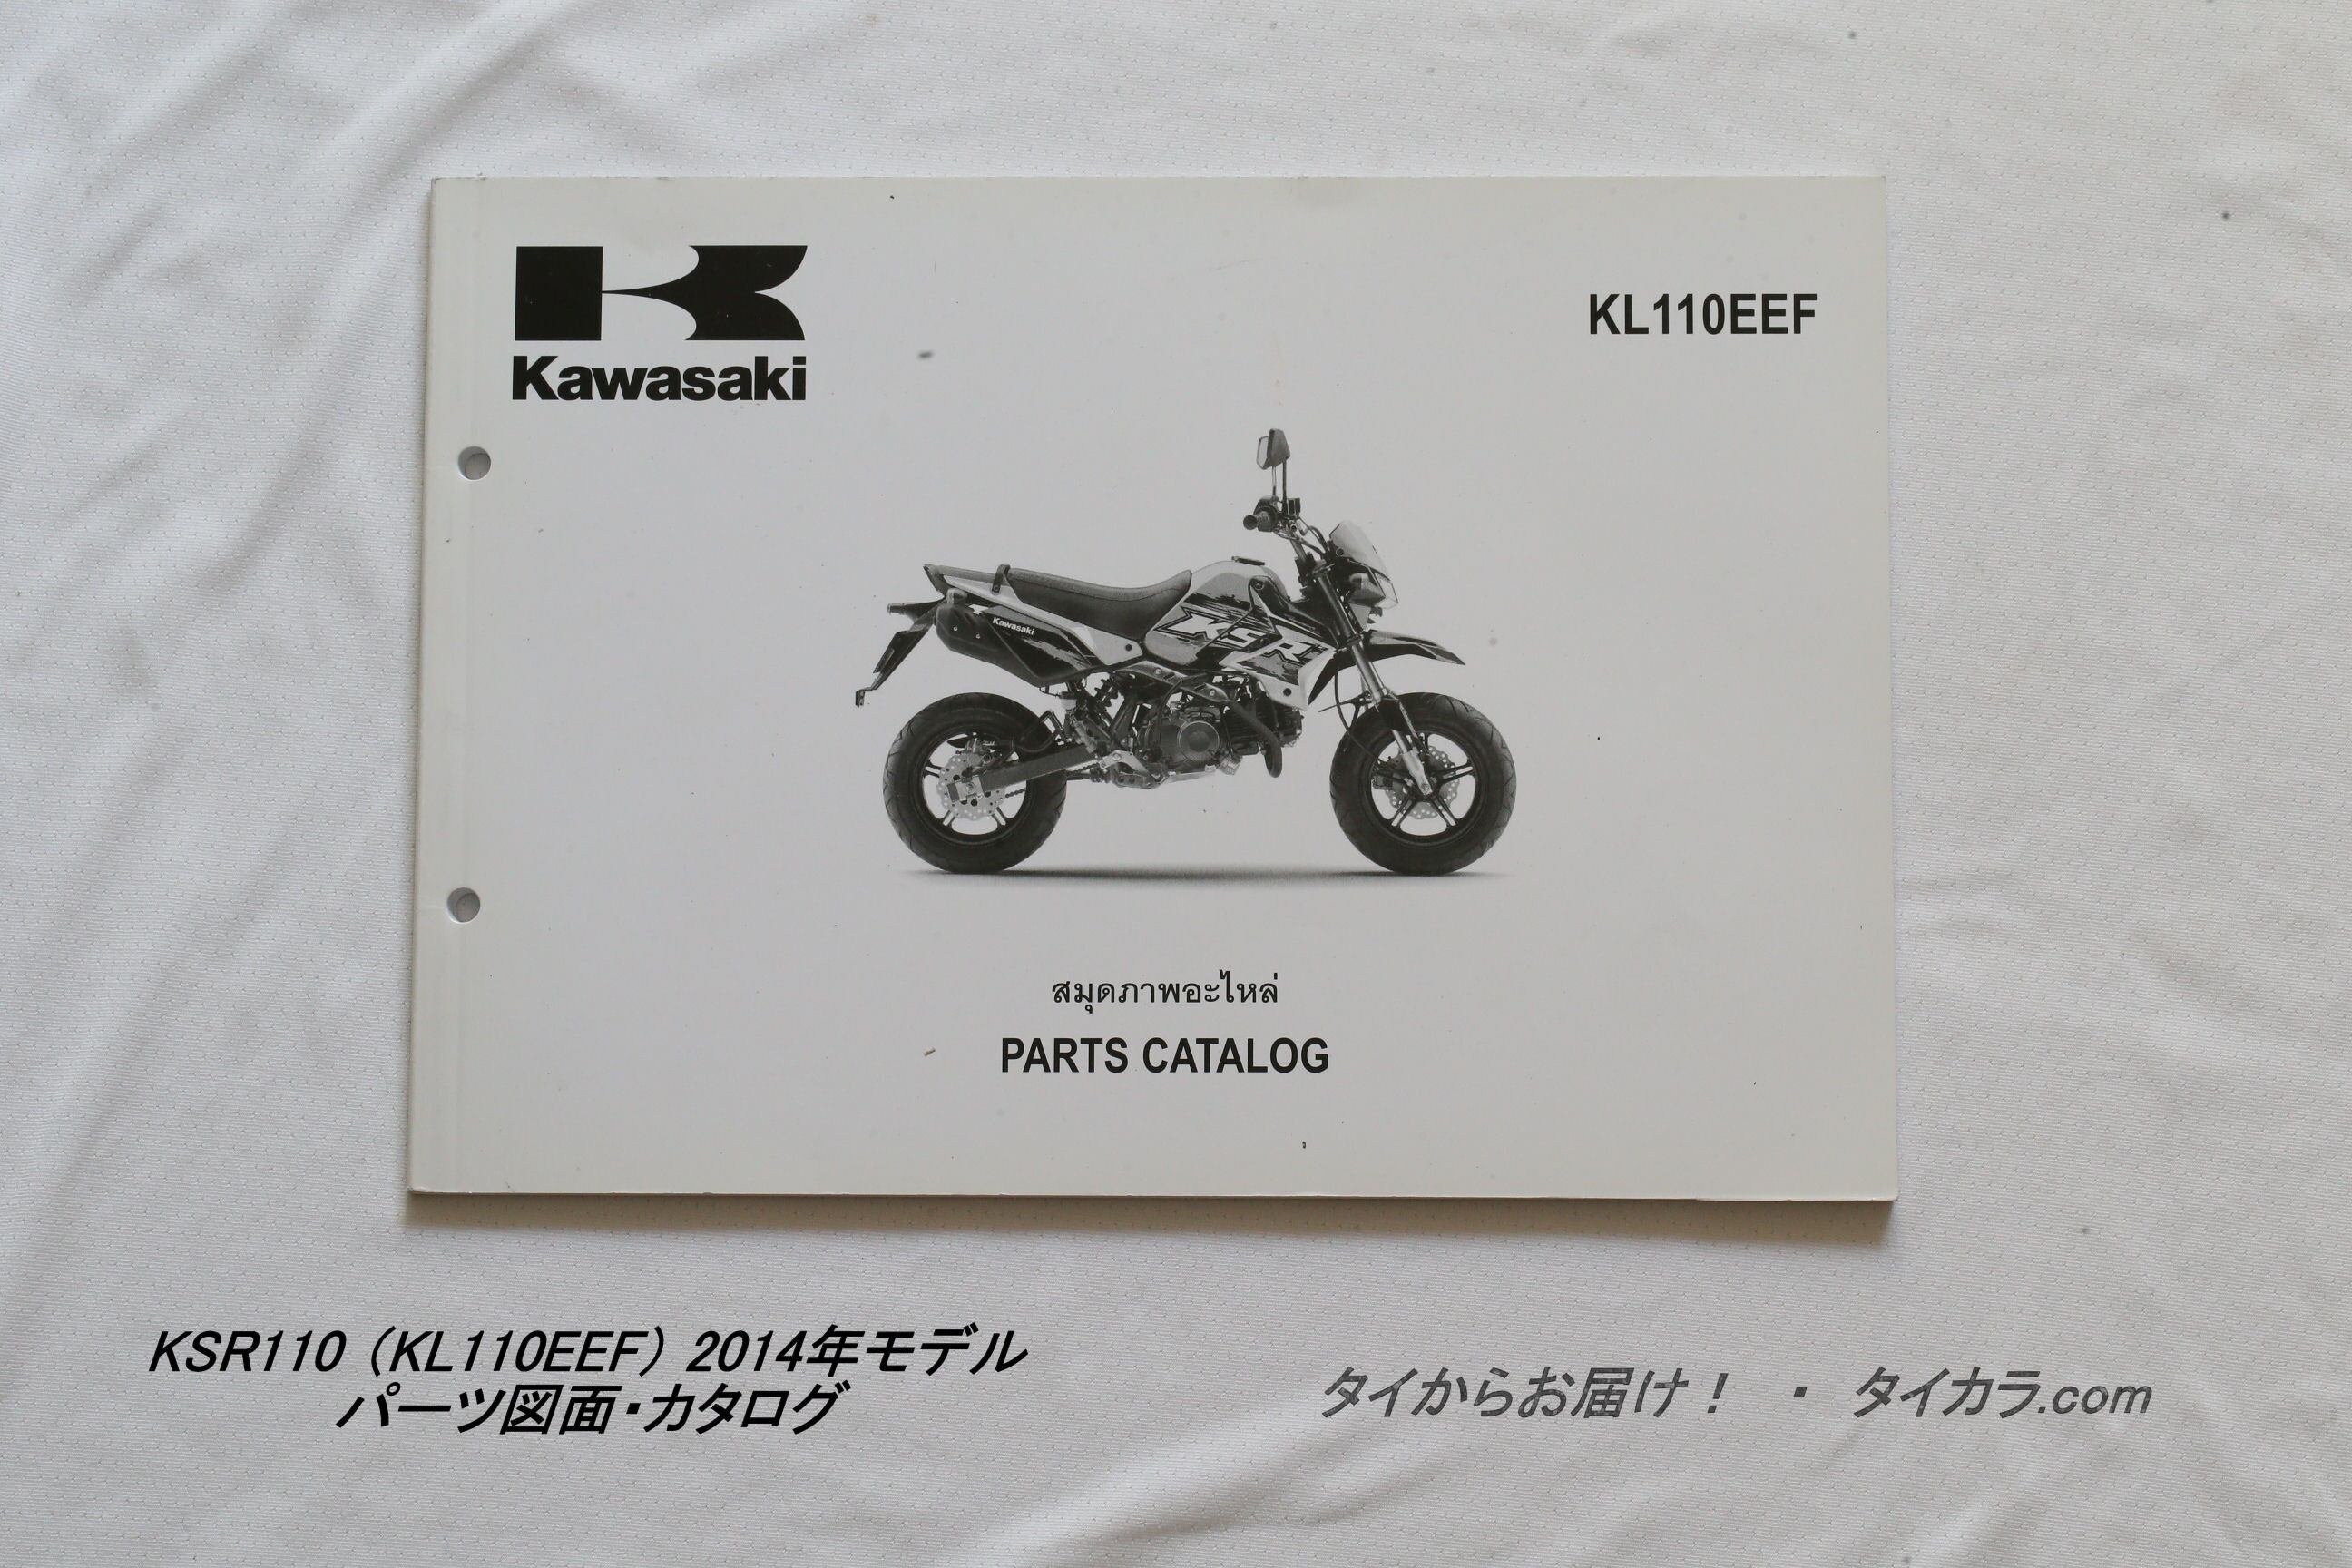 Kawasaki
KL110EEF
Kawasaki
KSR
สมุดภาพอะไหล่
PARTS CATALOG
KSR110（KL110EEF）2014年モデル
パーツ図面・カタログ
タイからお届け！ ・ タイカラ.com